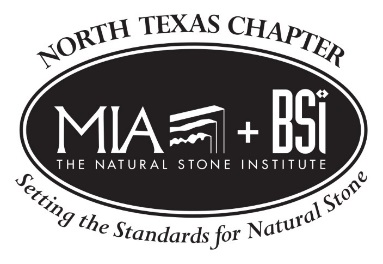 NORTH TEXAS CHAPTER
MIA + BSi
THE NATURAL STONE INSTITUTE
Setting the Standards for Natural Stone